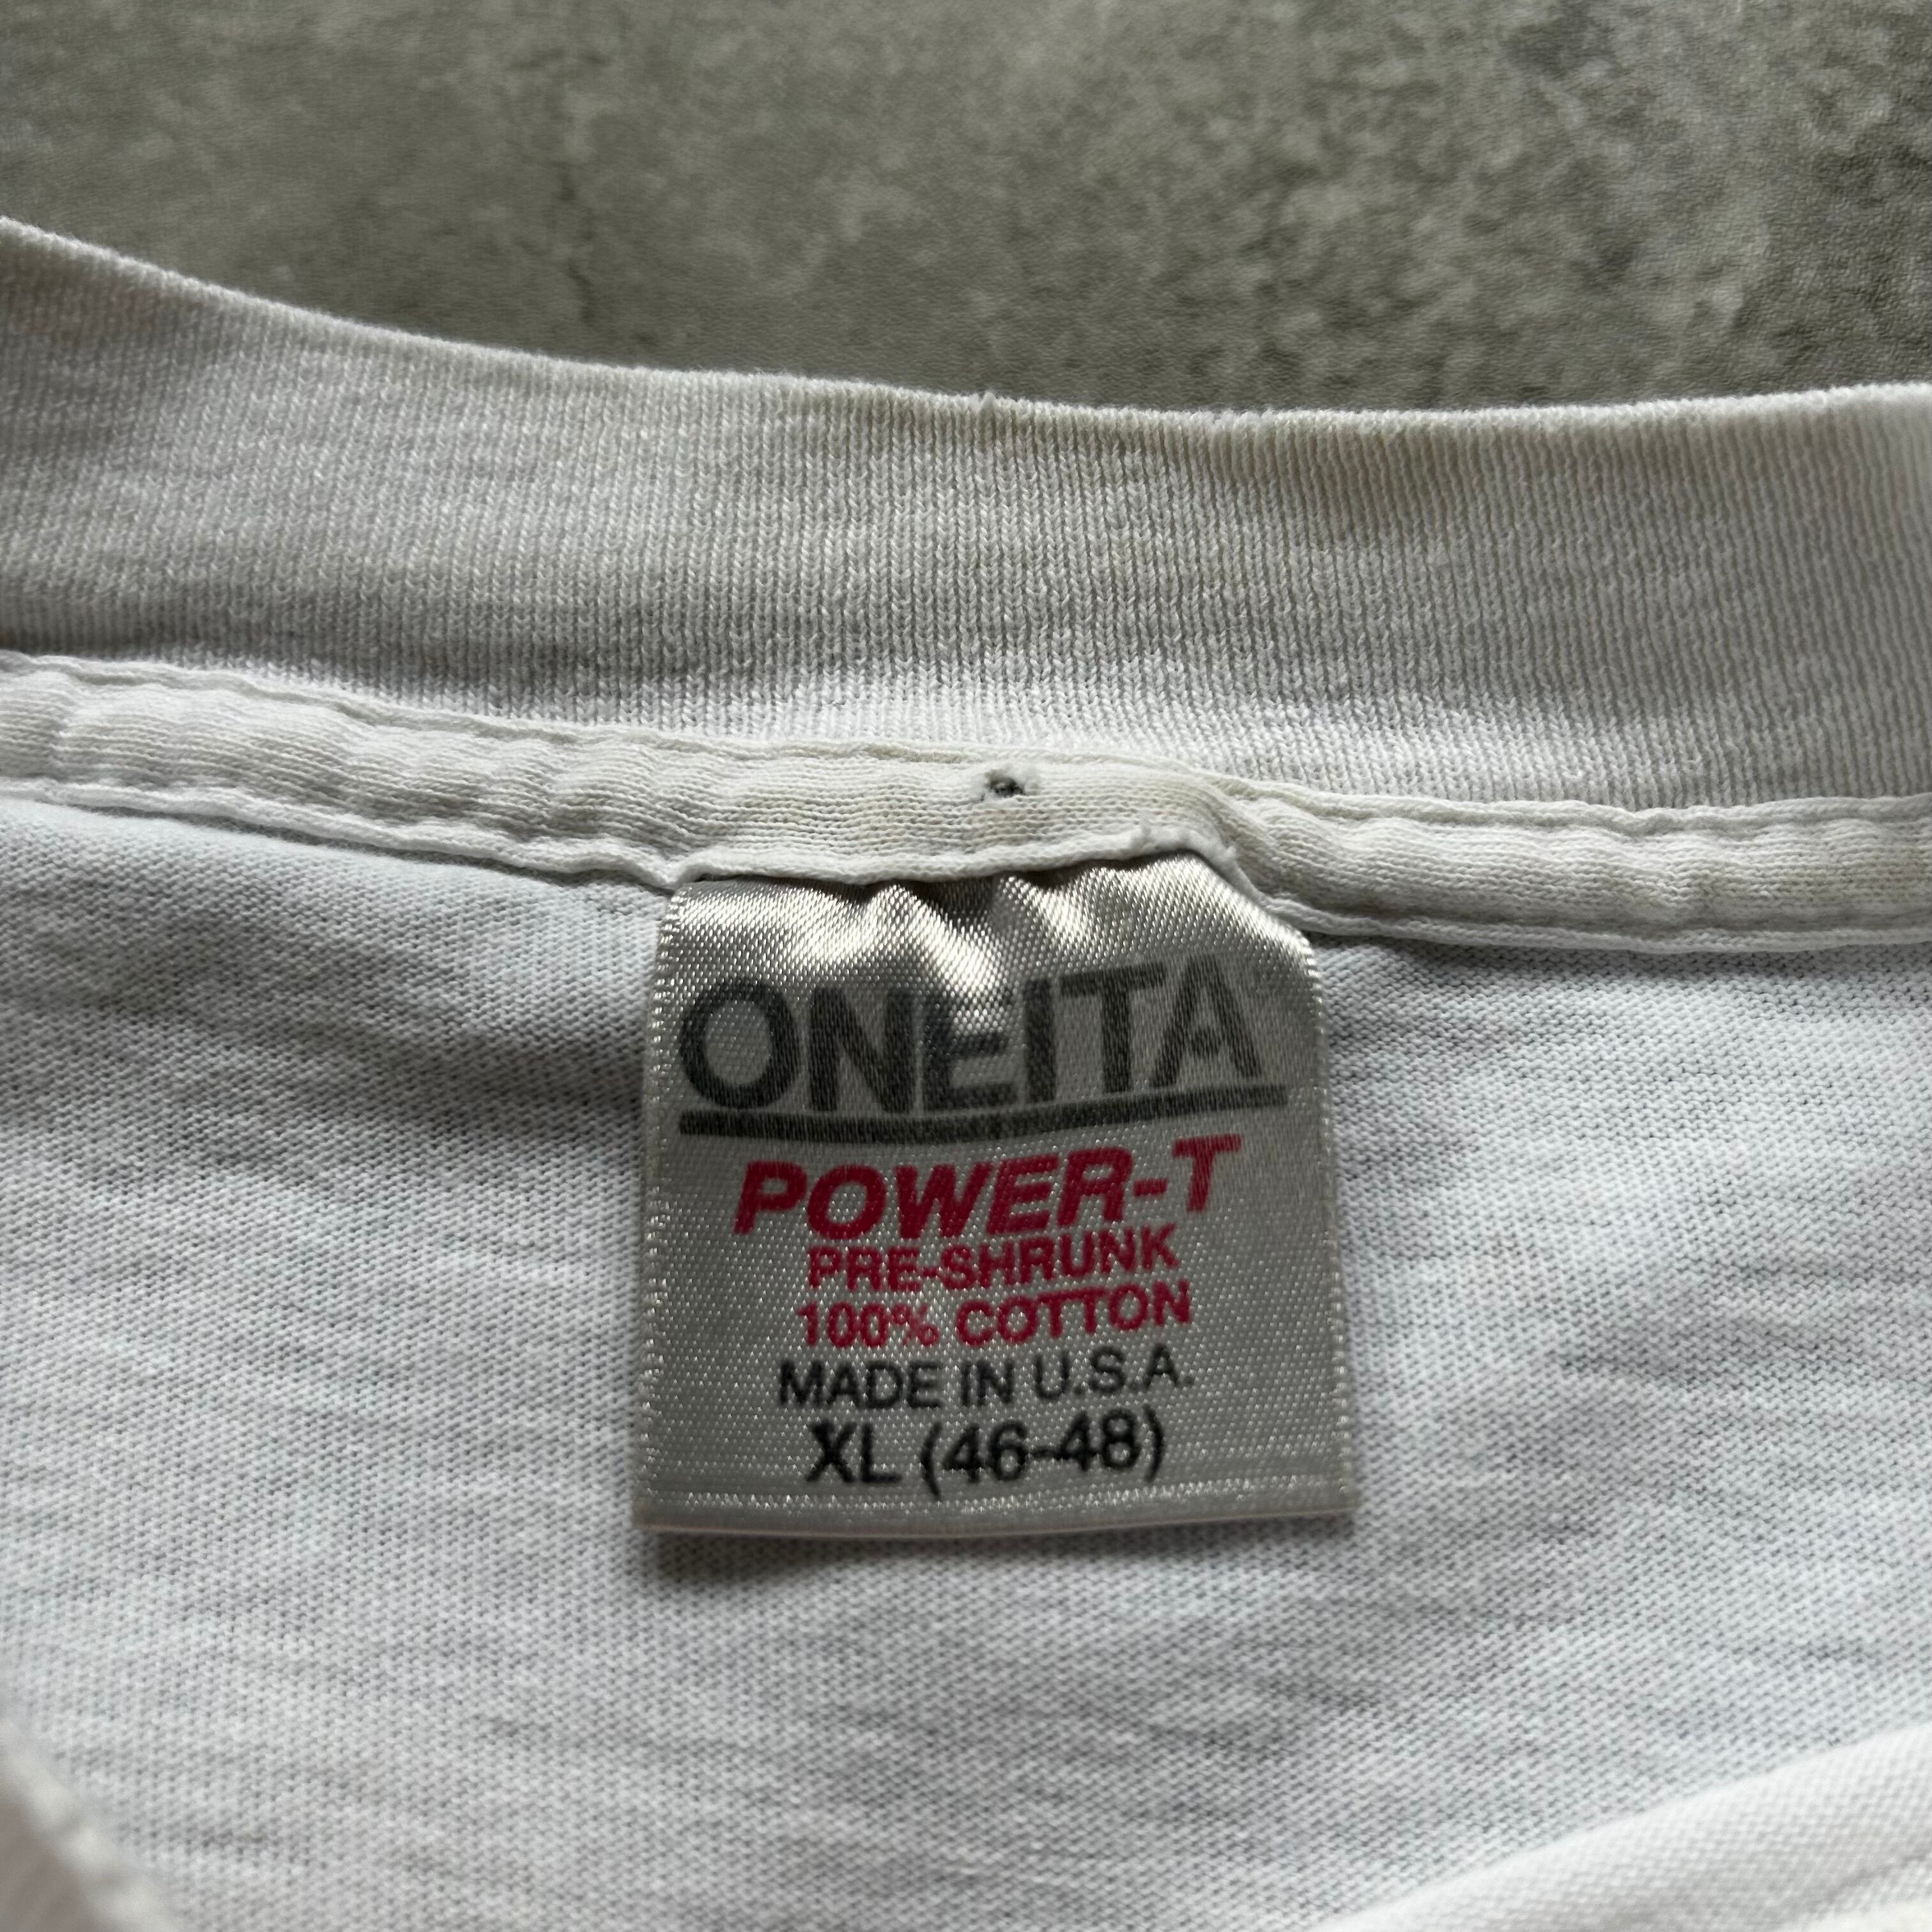 ONEITA
POWER-T
PRE-SHRUNK
100% COTTON
MADE IN U.S.A.
XL (46-48)